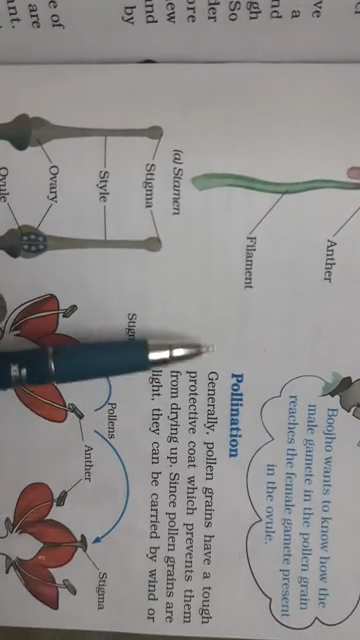 Anther
Filament
(a) Stamen
Stigma
Style
Ovary
Ovule
Boojho wants to know how the
male gamete in the pollen grain
reaches the female gamete present
in the ovule.
Pollination
Generally, pollen grains have a tough
protective coat which prevents them
from drying up. Since pollen grains are
light, they can be carried by wind or
Pollens
Anther
Stigma